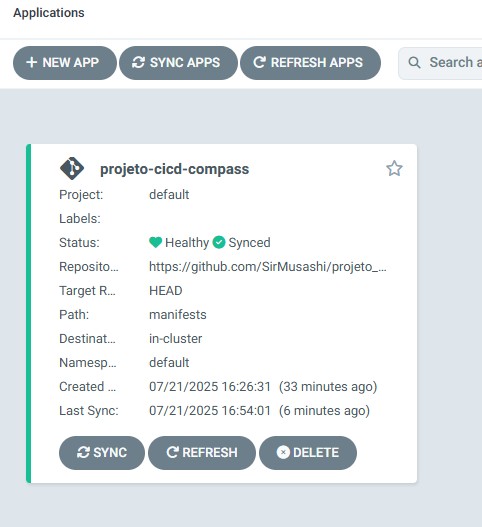 Applications
NEW APP SYNC APPS REFRESH APPS Search a
projeto-cicd-compass
Project: default
Labels:
Status: Healthy Synced
Reposito... https://github.com/SirMusashi/projeto_...
Target R... HEAD
Path: manifests
Destinat... in-cluster
Namesp... default
Created ... 07/21/2025 16:26:31 (33 minutes ago)
Last Sync: 07/21/2025 16:54:01 (6 minutes ago)
SYNC REFRESH DELETE